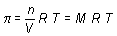 π = n/V R T = M R T